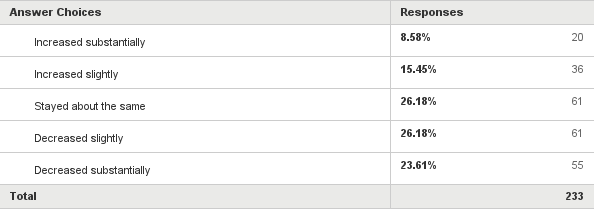 Answer Choices Responses
Increased substantially 8.58% 20
Increased slightly 15.45% 36
Stayed about the same 26.18% 61
Decreased slightly 26.18% 61
Decreased substantially 23.61% 55
Total 233